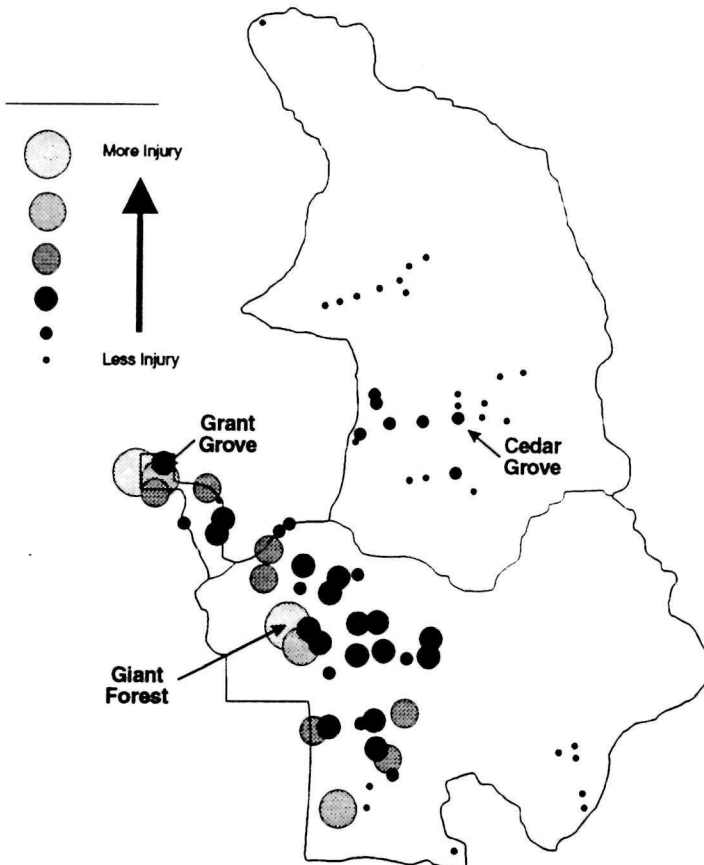 More Injury
Less Injury
Grant
Grove
Cedar
Grove
Giant
Forest